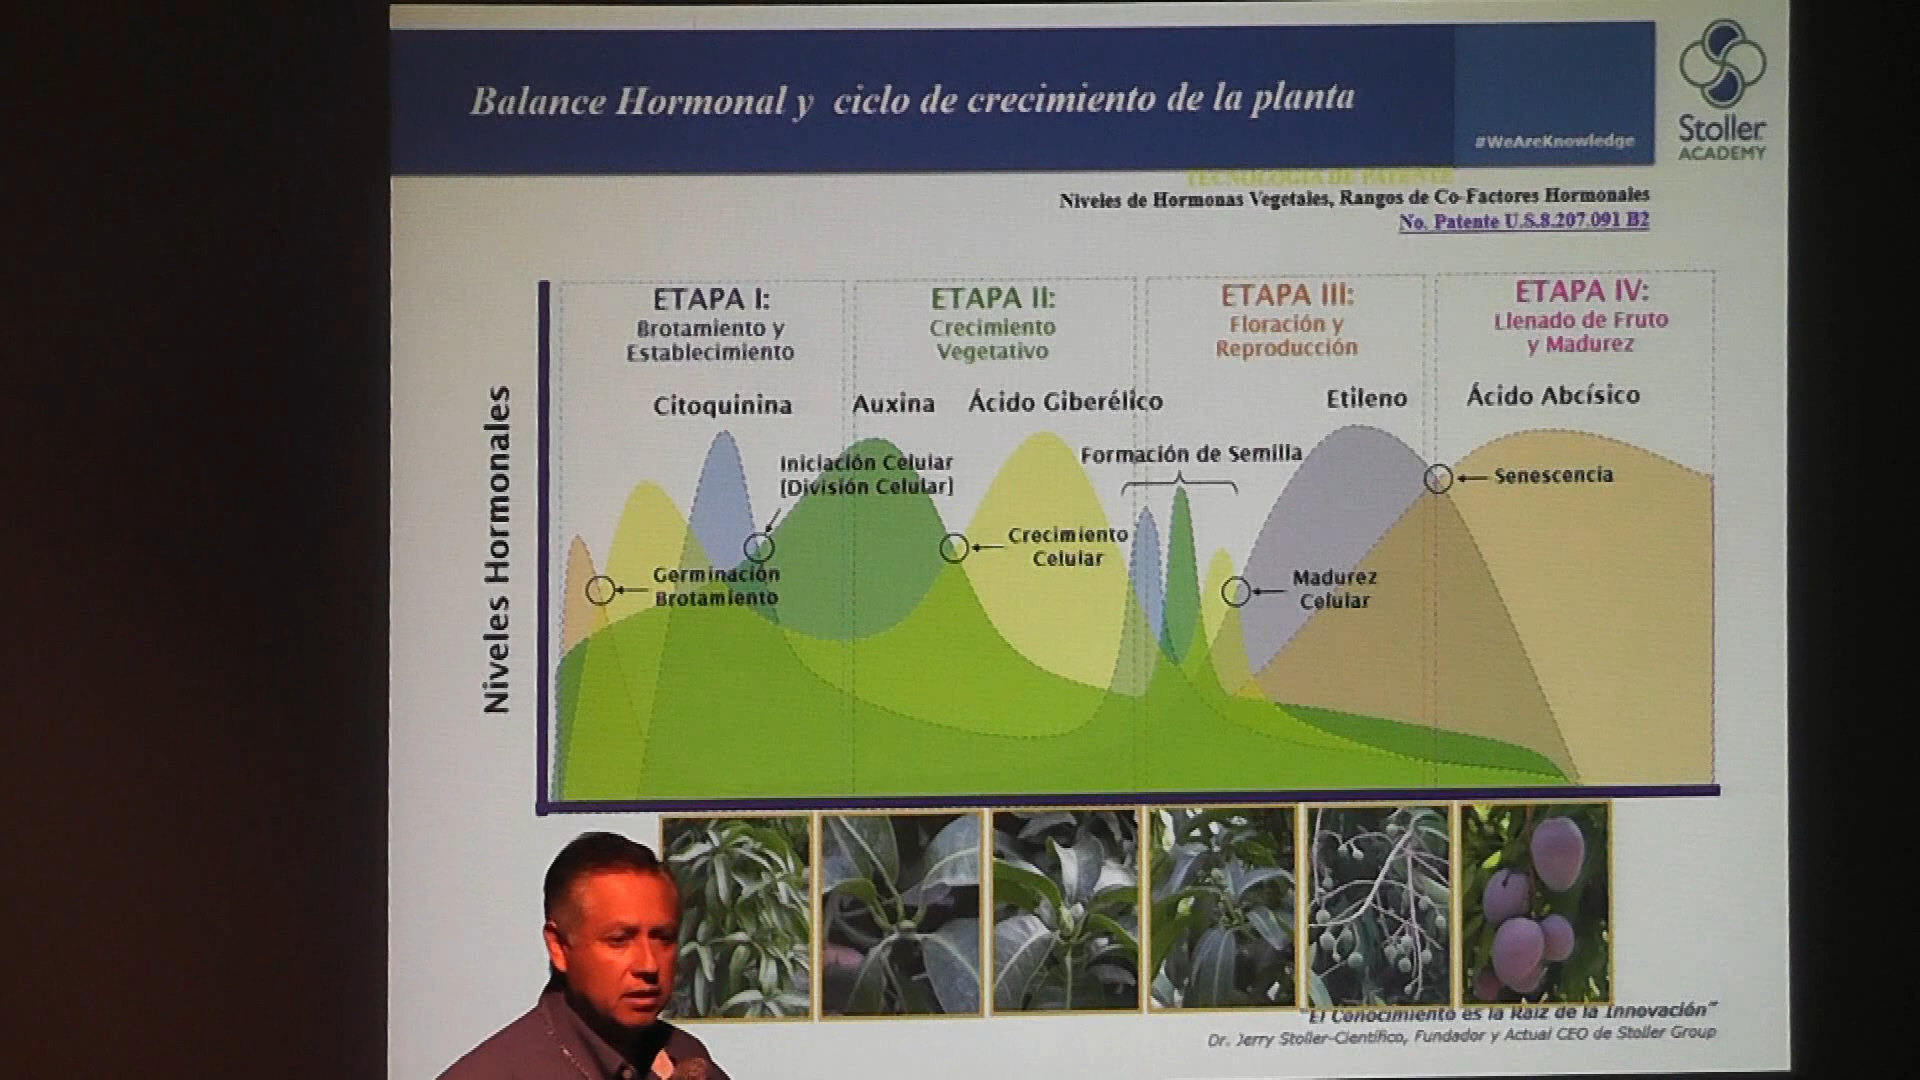 Balance Hormonal y ciclo de crecimiento de la planta
#WeAreKnowledge
Stoller
ACADEMY
TECNOLOGIA DE PATENTE
Niveles de Hormonas Vegetales, Rangos de Co-Factores Hormonales
No. Patente U.S.8.207.091 B2
ETAPA I:
Brotamiento y
Establecimiento
ETAPA II:
Crecimiento
Vegetativo
ETAPA III:
Floración y
Reproducción
ETAPA IV:
Llenado de Fruto
y Madurez
Niveles Hormonales
Citoquinina
Auxina
Ácido Giberélico
Etileno
Ácido Abcísico
Iniciación Celular
(División Celular)
Formación de Semilla
Senescencia
Crecimiento
Celular
Germinación
Brotamiento
Madurez
Celular
"El Conocimiento es la Raíz de la Innovación"
Dr. Jerry Stoller-Científico, Fundador y Actual CEO de Stoller Group